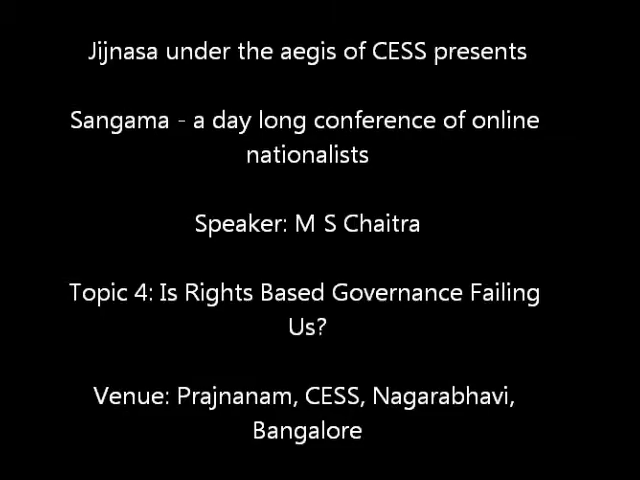 Jijnasa under the aegis of CESS presents
Sangama - a day long conference of online
nationalists
Speaker: M S Chaitra
Topic 4: Is Rights Based Governance Failing
Us?
Venue: Prajnanam, CESS, Nagarabhavi,
Bangalore